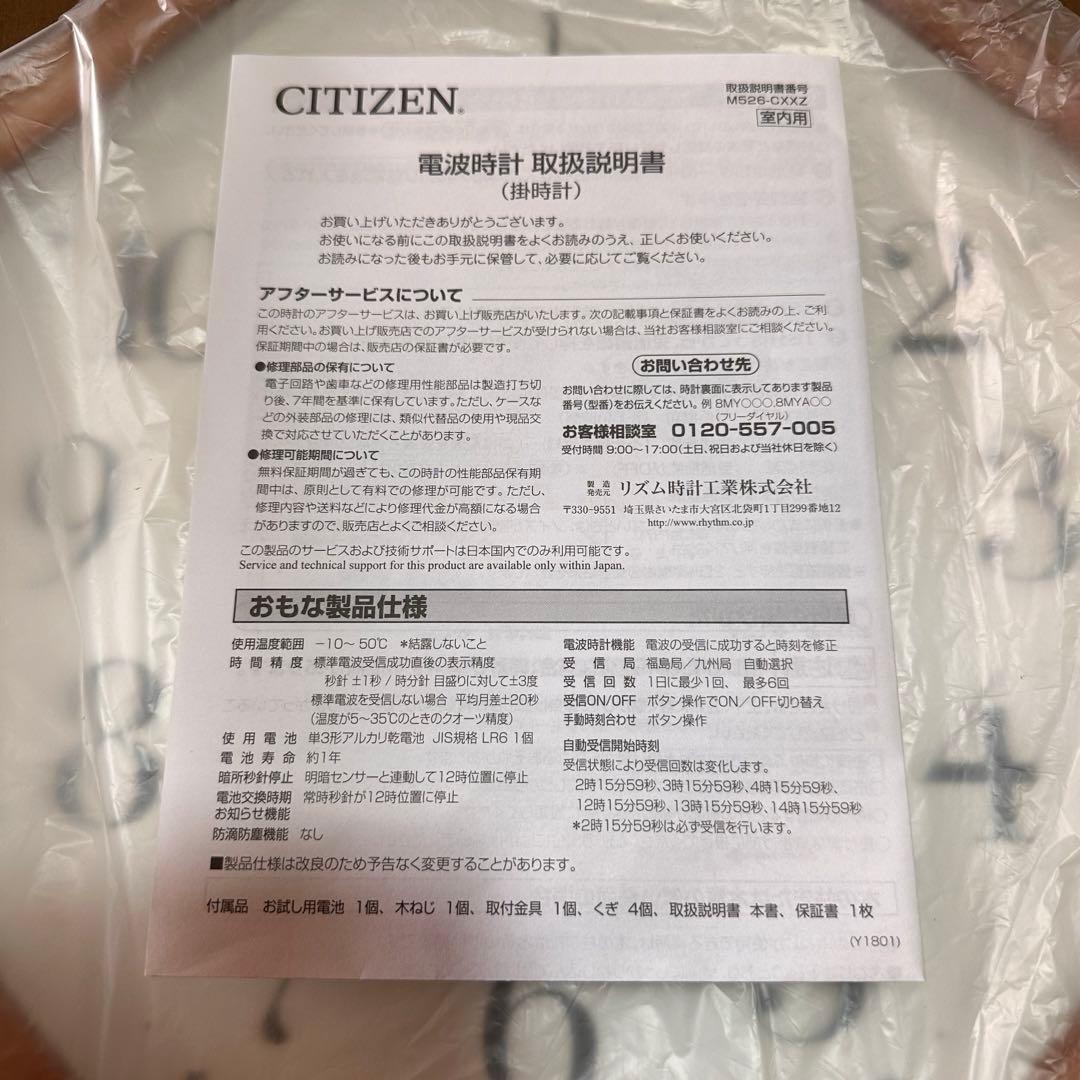 CITIZEN®
取扱説明書番号
M526-CXXZ
室内用
電波時計 取扱説明書
(掛時計)
お買い上げいただきありがとうございます。
お使いになる前にこの取扱説明書をよくお読みのうえ、正しくお使いください。
お読みになった後もお手元に保管して、必要に応じてご覧ください。
アフターサービスについて
この時計のアフターサービスは、お買い上げ販売店がいたします。次の記載事項と保証書をよくお読みの上、ご利
用ください。お買い上げ販売店でのアフターサービスが受けられない場合は、当社お客様相談室にご相談ください。
保証期間中の場合は、販売店の保証書が必要です。
●修理部品の保有について
電子回路や歯車などの修理用性能部品は製造打ち切
り後、7年間を基準に保有しています。ただし、ケースな
どの外装部品の修理には、類似代替品の使用や現品交
換で対応させていただくことがあります。
●修理可能期間について
無料保証期間が過ぎても、この時計の性能部品保有期
間中は、原則として有料での修理が可能です。ただし、
修理内容や送料などにより修理代金が高額になる場合
がありますので、販売店とよくご相談ください。
お問い合わせ先
お問い合わせに際しては、時計裏面に表示してあります製品
番号(型番)をお伝えください。例 8MY○○○,8MYA○○
(フリーダイヤル)
お客様相談室 0120-557-005
受付時間 9:00~17:00(土日、祝日および当社休日を除く)
製造
発売元 リズム時計工業株式会社
〒330-9551 埼玉県さいたま市大宮区北袋町1丁目299番地12
http://www.rhythm.co.jp
この製品のサービスおよび技術サポートは日本国内でのみ利用可能です。
Service and technical support for this product are available only within Japan.
おもな製品仕様
使用温度範囲 -10~50℃ *結露しないこと
時間精度 標準電波受信成功直後の表示精度
秒針 ±1秒 / 時分針 目盛りに対して±3度
標準電波を受信しない場合 平均月差±20秒
(温度が5~35℃のときのクオーツ精度)
使用電池 単3形アルカリ乾電池 JIS規格 LR6 1個
電池寿命 約1年
暗所秒針停止 明暗センサーと連動して12時位置に停止
電池交換時期 常時秒針が12時位置に停止
お知らせ機能
防滴防塵機能 なし
電波時計機能 電波の受信に成功すると時刻を修正
受信局 福島局/九州局 自動選択
受信回数 1日に最少1回、最多6回
受信ON/OFF ボタン操作でON/OFF切り替え
手動時刻合わせ ボタン操作
自動受信開始時刻
受信状態により受信回数は変化します。
2時15分59秒、3時15分59秒、4時15分59秒、
12時15分59秒、13時15分59秒、14時15分59秒
*2時15分59秒は必ず受信を行います。
■製品仕様は改良のため予告なく変更することがあります。
付属品 お試し用電池 1個、木ねじ 1個、取付金具 1個、くぎ 4個、取扱説明書 本書、保証書 1枚
(Y1801)
10
2
9
3
8
4
6